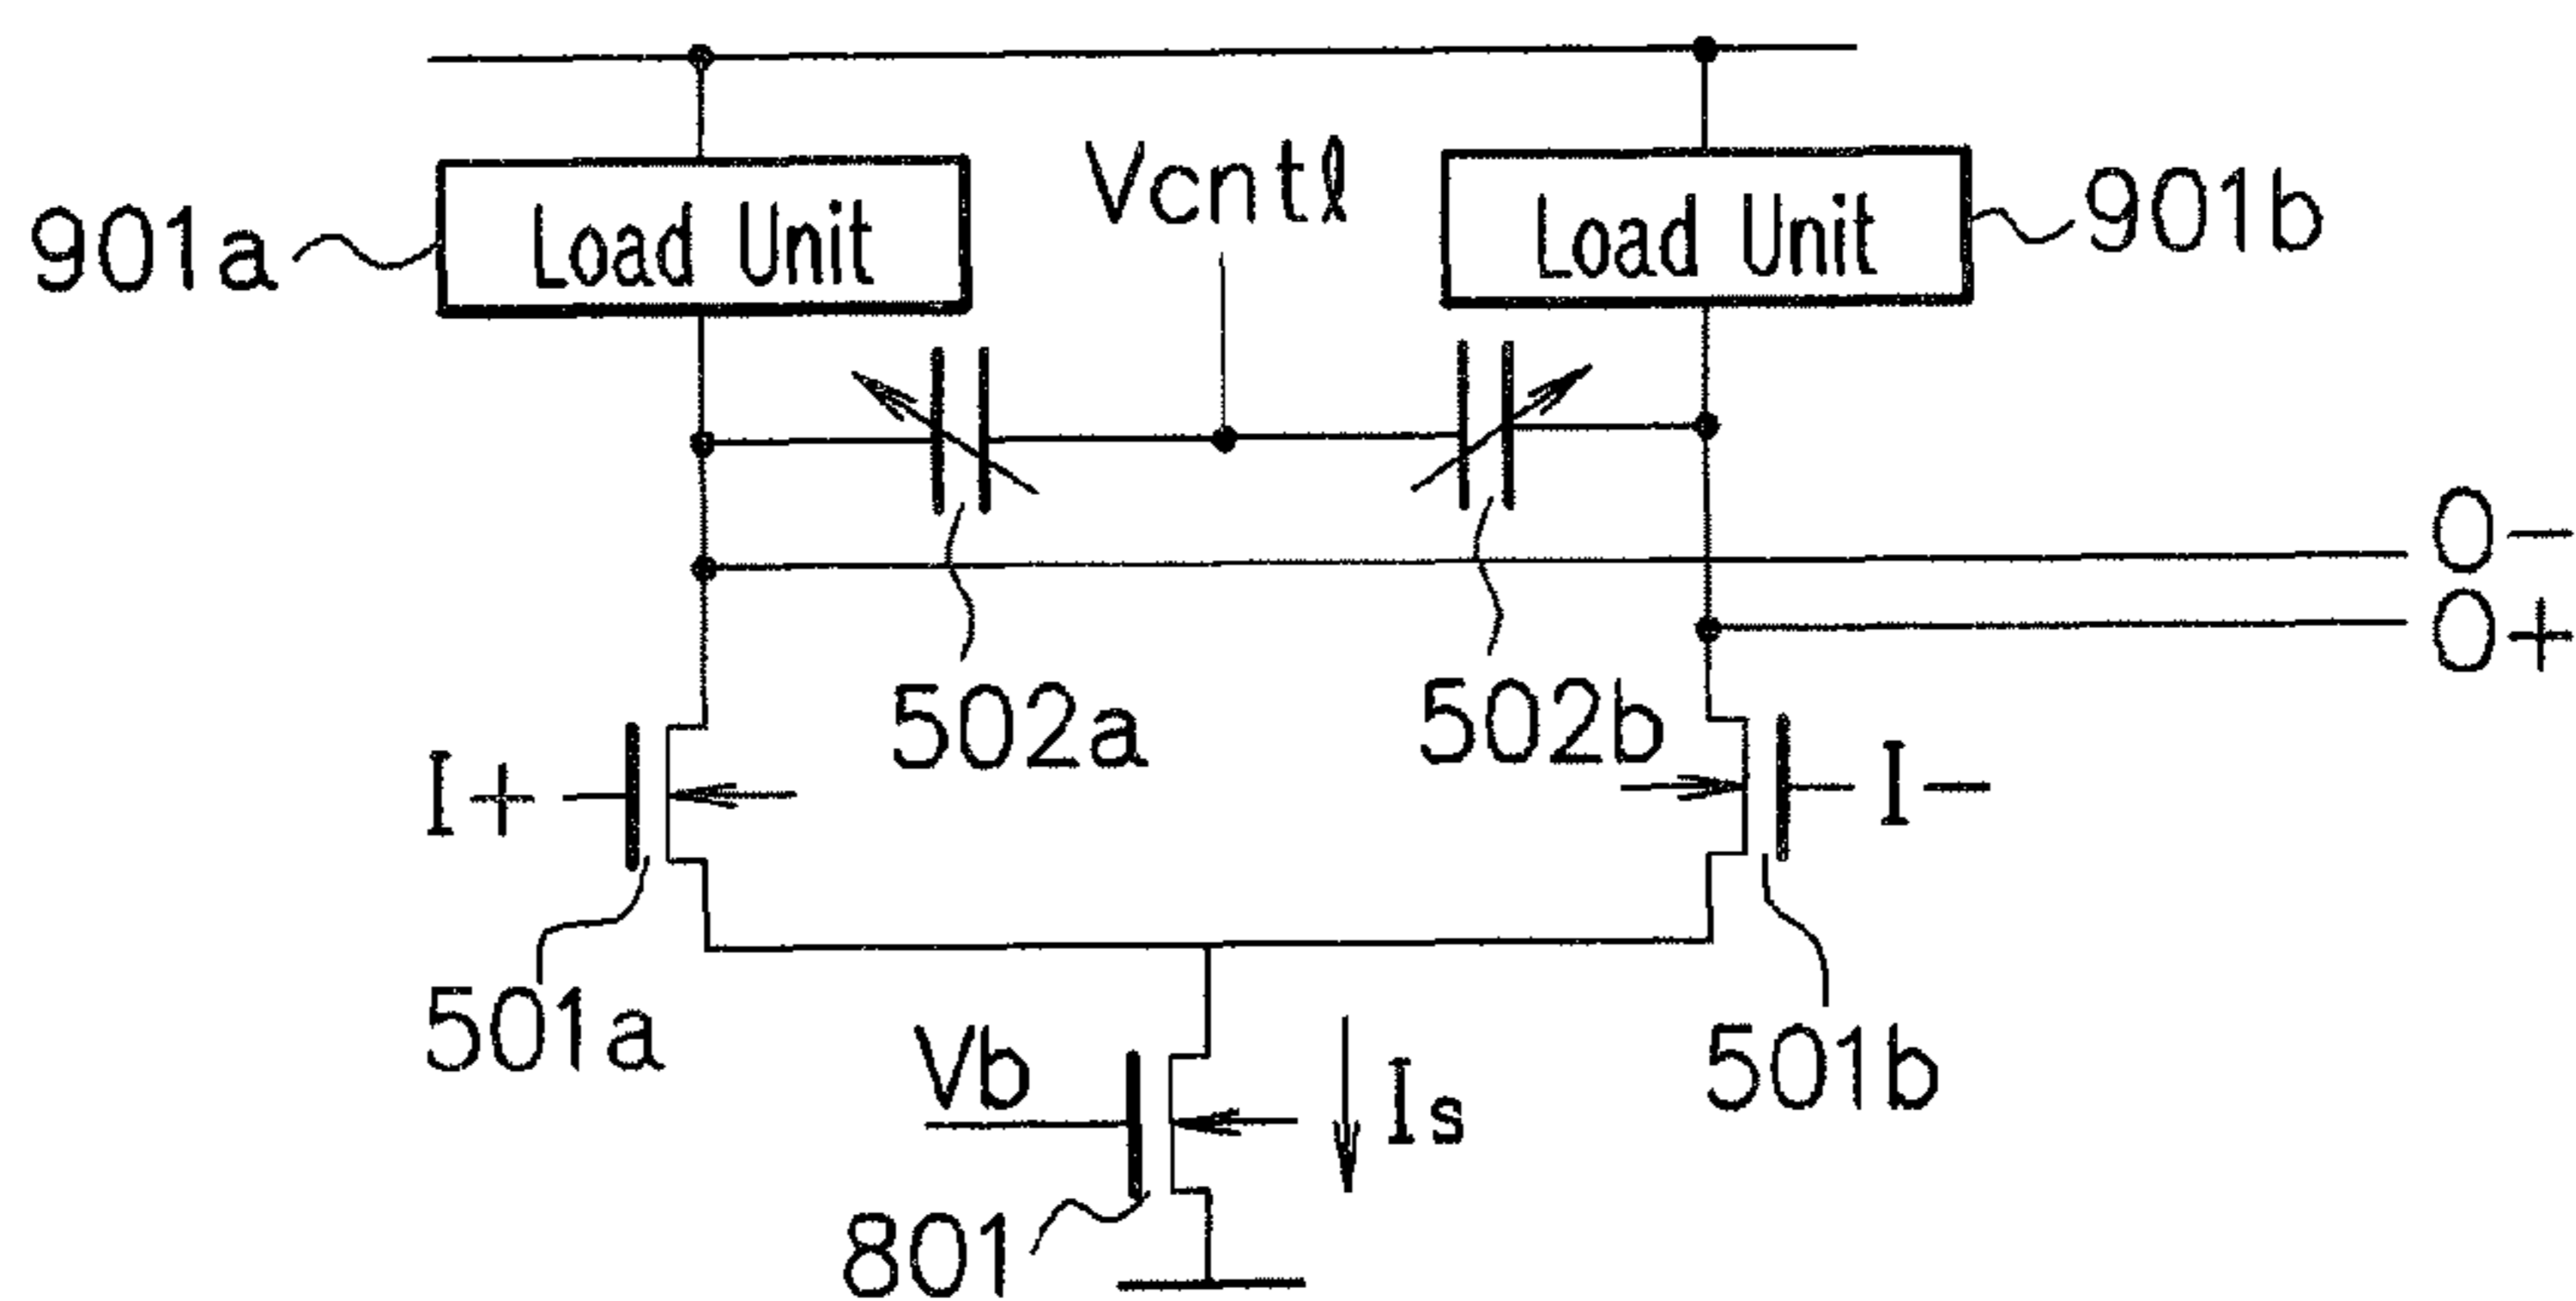 Vcntl
901a
Load Unit
Load Unit
901b
O-
O+
502a
502b
I+
I-
501a
501b
Vb
Is
801